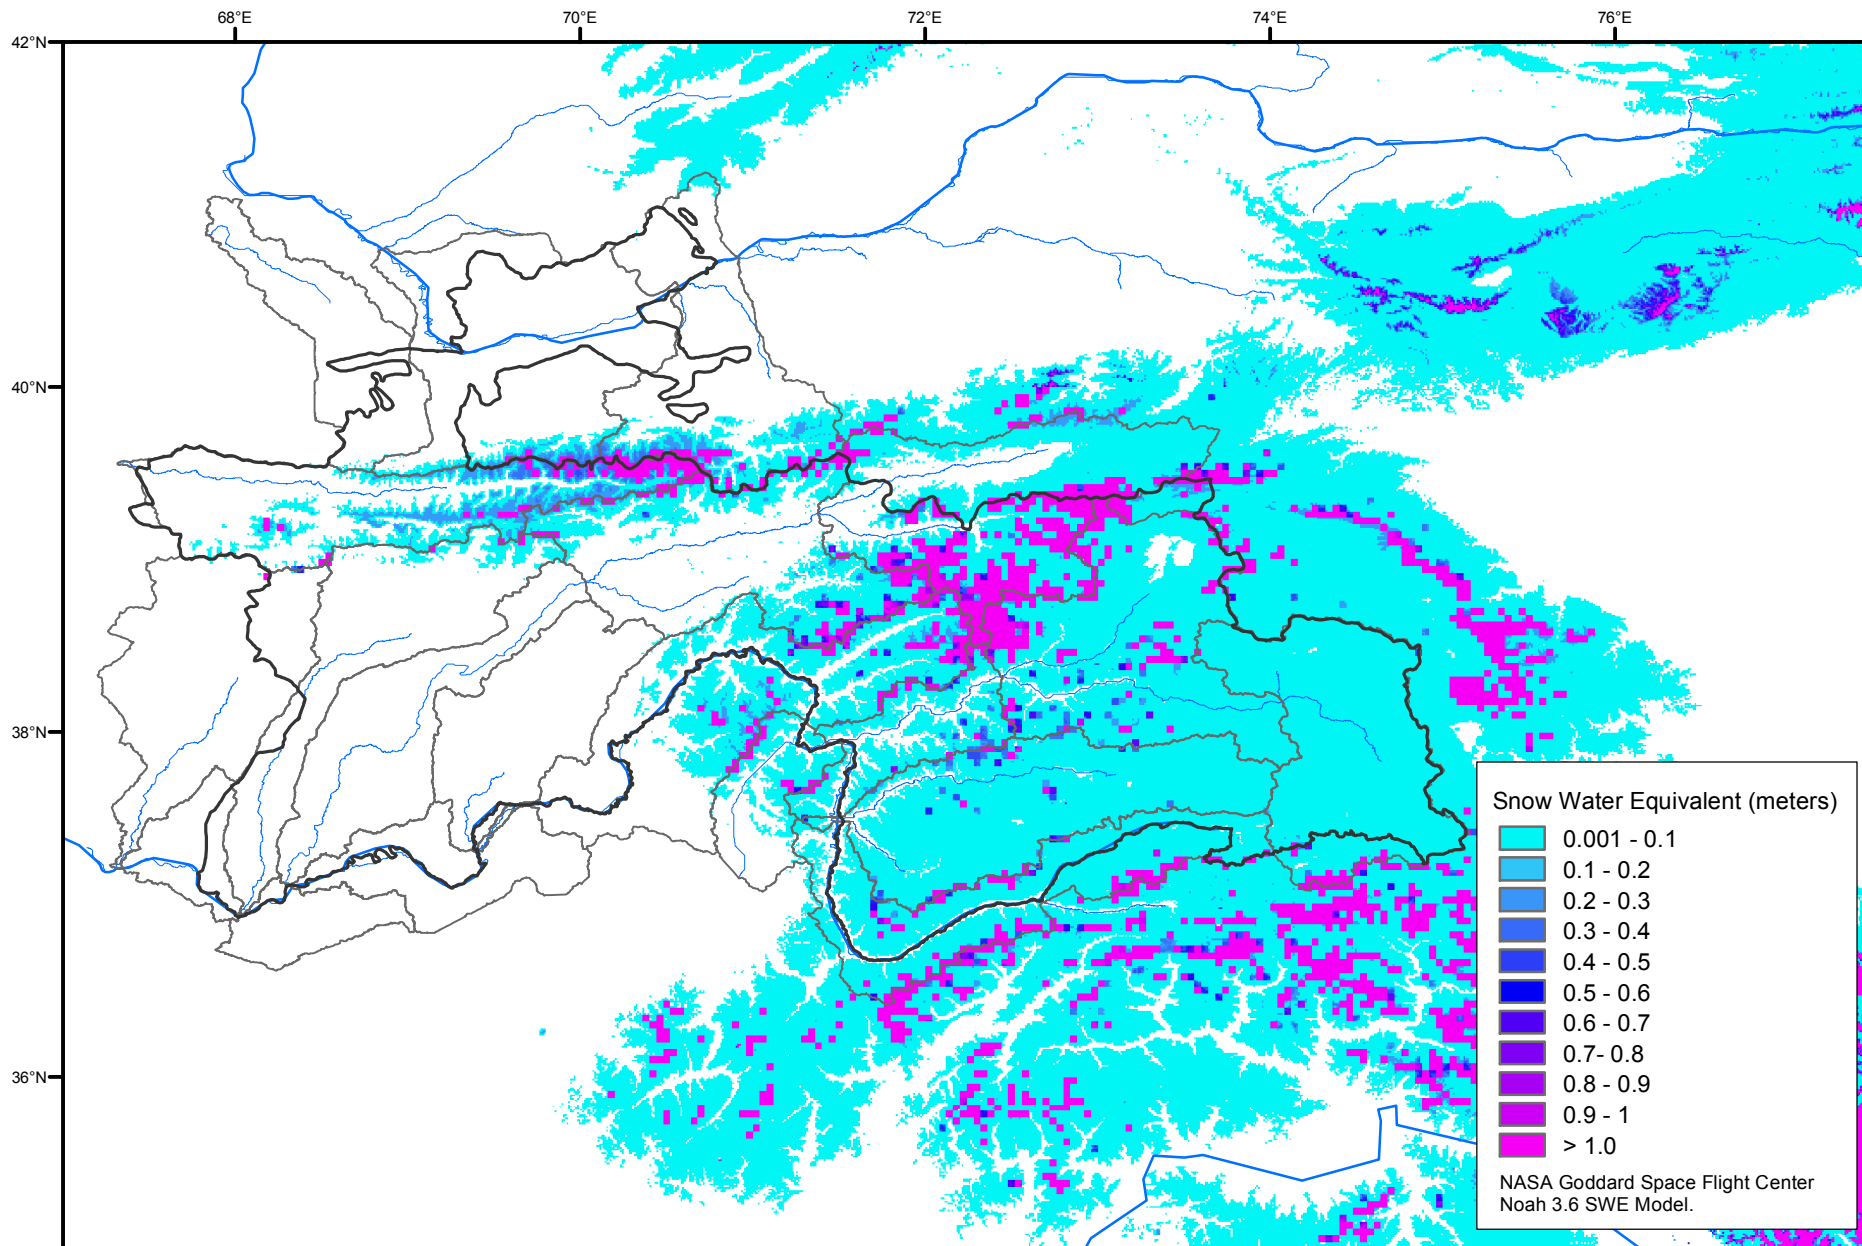 68°E 70°E 72°E 74°E 76°E
42°N
40°N
38°N
36°N
Snow Water Equivalent (meters)
0.001 - 0.1
0.1 - 0.2
0.2 - 0.3
0.3 - 0.4
0.4 - 0.5
0.5 - 0.6
0.6 - 0.7
0.7- 0.8
0.8 - 0.9
0.9 - 1
> 1.0
NASA Goddard Space Flight Center
Noah 3.6 SWE Model.